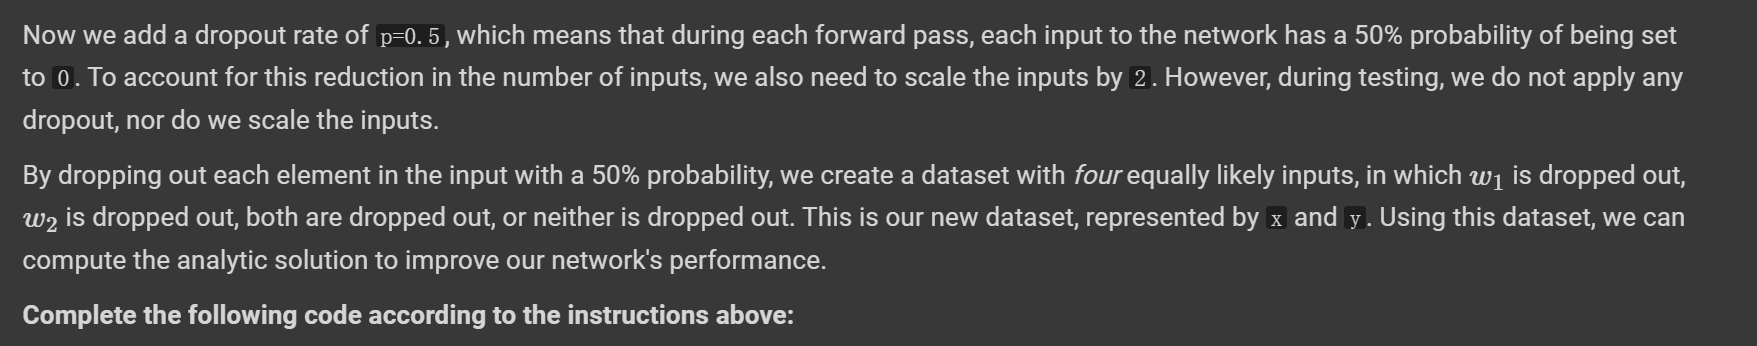 Now we add a dropout rate of p=0.5, which means that during each forward pass, each input to the network has a 50% probability of being set
to 0. To account for this reduction in the number of inputs, we also need to scale the inputs by 2. However, during testing, we do not apply any
dropout, nor do we scale the inputs.
By dropping out each element in the input with a 50% probability, we create a dataset with four equally likely inputs, in which w₁ is dropped out,
w₂ is dropped out, both are dropped out, or neither is dropped out. This is our new dataset, represented by x and y. Using this dataset, we can
compute the analytic solution to improve our network's performance.
Complete the following code according to the instructions above: